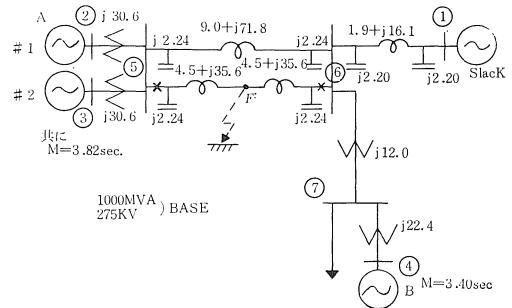 A ② j 30.6 9.0+j71.8 1.9+j16.1 ①
#1 j 2.24 j2.24 SlacK
⑤ 4.5+j35.6 4.5+j35.6 ⑥ j2.20 j2.20
#2 F
③ j30.6 j2.24 j2.24
共に
M=3.82sec.
j12.0
1000MVA
275KV ) BASE
⑦
j22.4
④ M=3.40sec
B